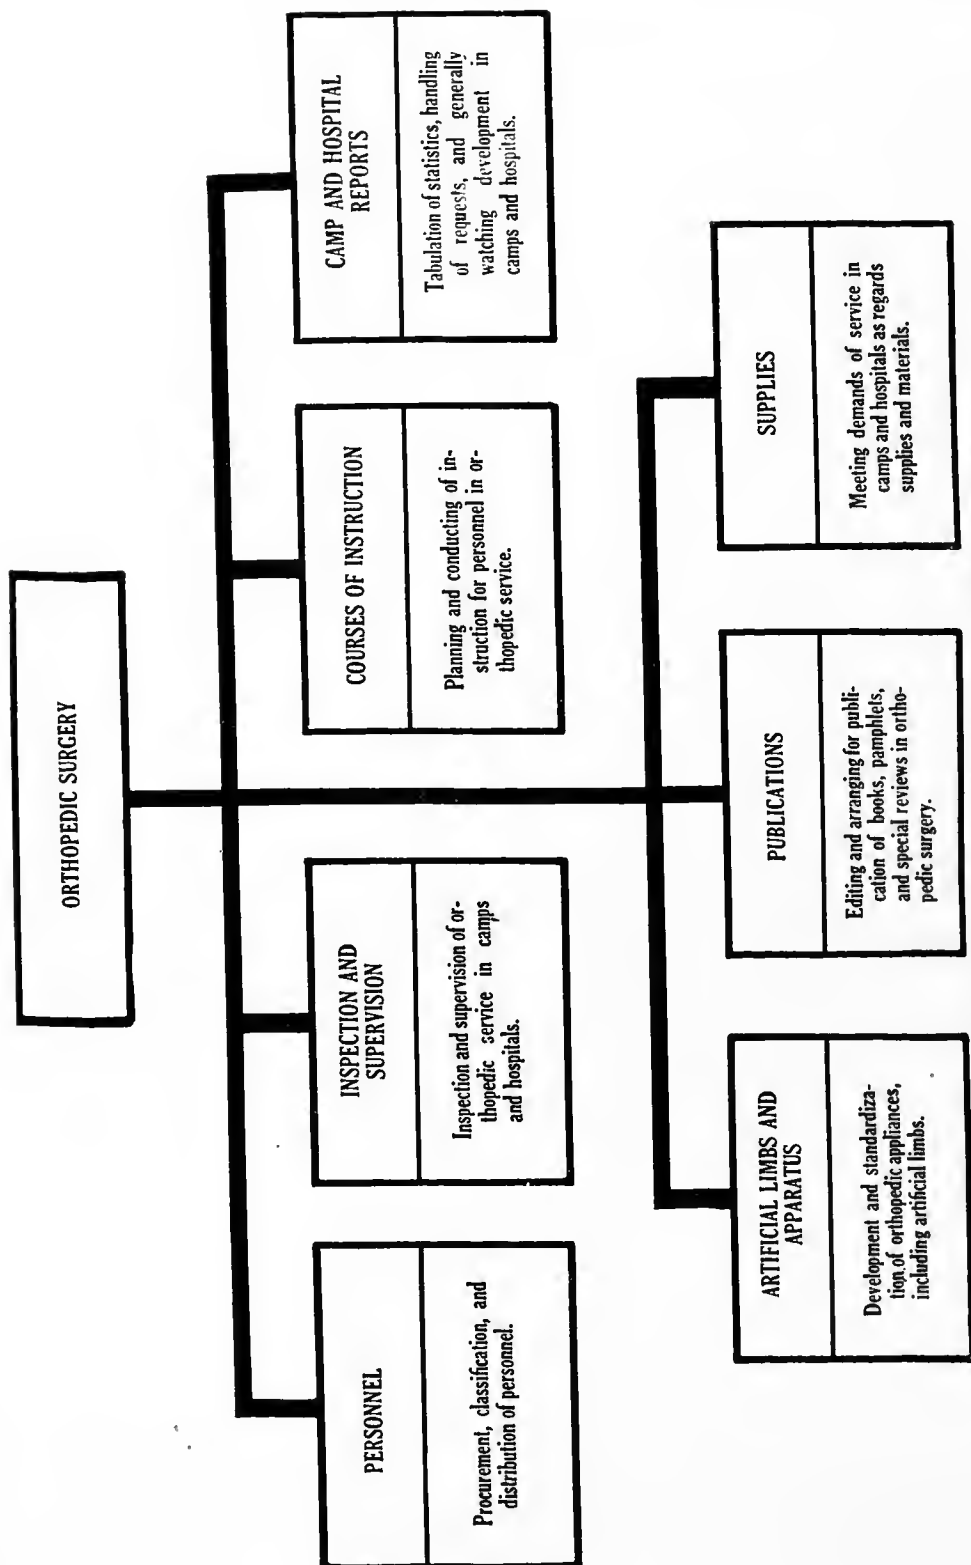 ORTHOPEDIC SURGERY
PERSONNEL
Procurement, classification, and
distribution of personnel.
INSPECTION AND
SUPERVISION
Inspection and supervision of or-
thopedic service in camps
and hospitals.
COURSES OF INSTRUCTION
Planning and conducting of in-
struction for personnel in or-
thopedic service.
CAMP AND HOSPITAL
REPORTS
Tabulation of statistics, handling
of requests, and generally
watching development in
camps and hospitals.
ARTIFICIAL LIMBS AND
APPARATUS
Development and standardiza-
tion of orthopedic appliances,
including artificial limbs.
PUBLICATIONS
Editing and arranging for publi-
cation of books, pamphlets,
and special reviews in ortho-
pedic surgery.
SUPPLIES
Meeting demands of service in
camps and hospitals as regards
supplies and materials.